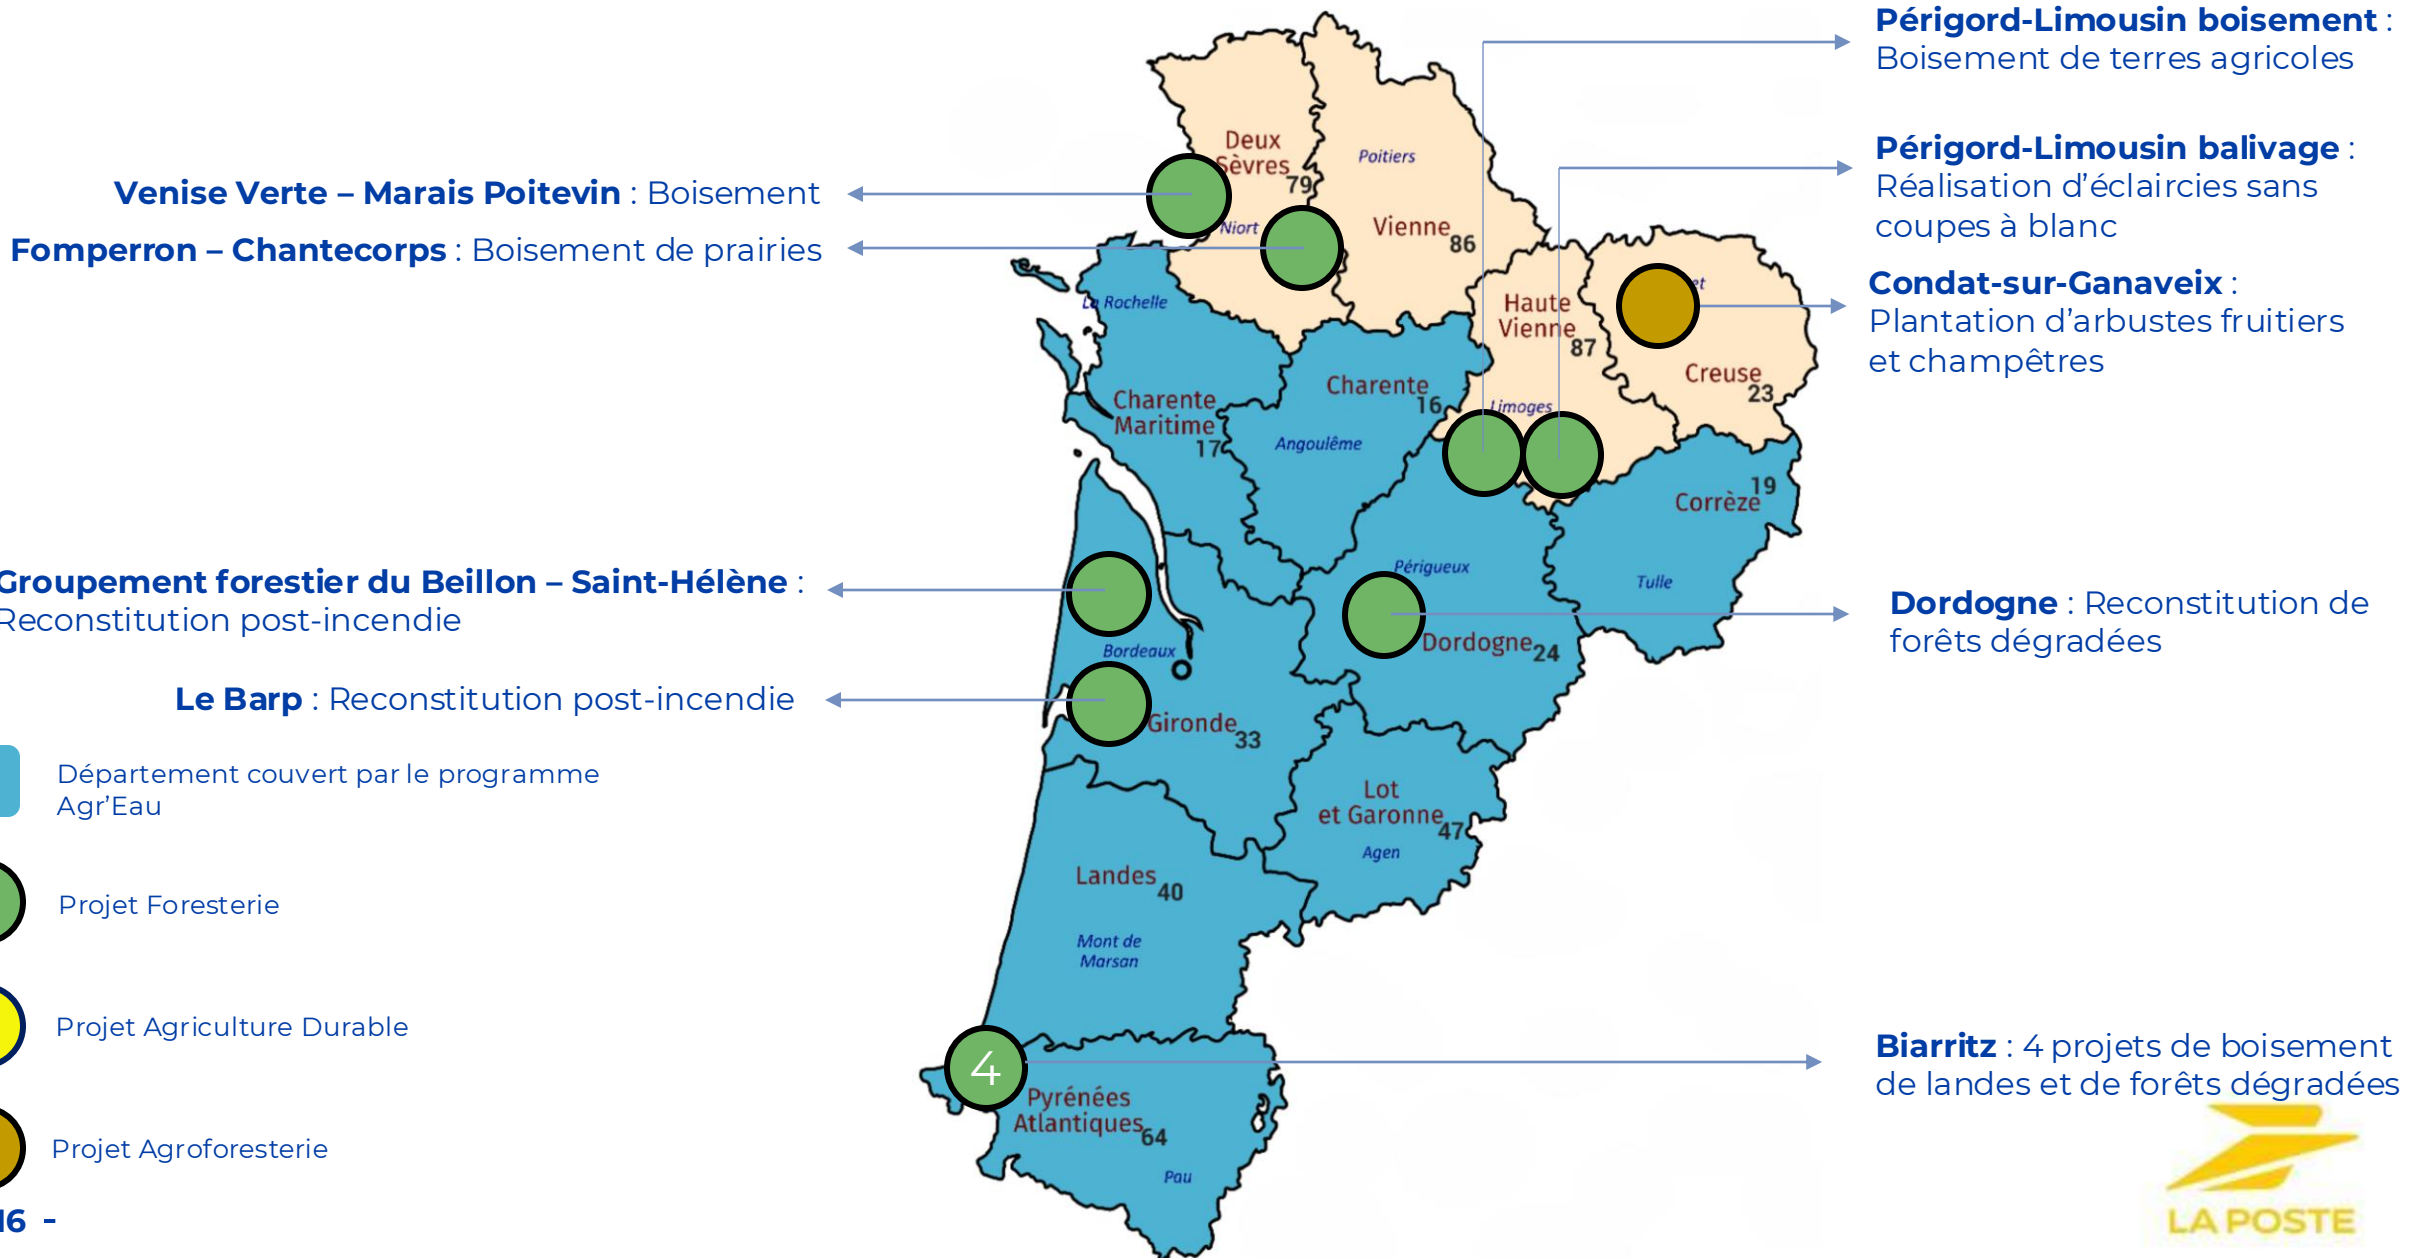 Périgord-Limousin boisement :
Boisement de terres agricoles
Périgord-Limousin balivage :
Réalisation d'éclaircies sans
coupes à blanc
Condat-sur-Ganaveix :
Plantation d'arbustes fruitiers
et champêtres
Venise Verte – Marais Poitevin : Boisement
Fomperron – Chantecorps : Boisement de prairies
Deux
Sèvres
79
Niort
Poitiers
Vienne 86
La Rochelle
Haute
Vienne
87
Creuse
23
Charente
Maritime
17
Charente
16
Angoulême
Limoges
19
Corrèze
Tulle
Périgueux
Dordogne 24
Groupement forestier du Beillon – Saint-Hélène :
Reconstitution post-incendie
Dordogne : Reconstitution de
forêts dégradées
Bordeaux
Le Barp : Reconstitution post-incendie
Gironde 33
Lot
et Garonne 47
Agen
Landes 40
Mont de
Marsan
4
Pyrénées
Atlantiques 64
Pau
Biarritz : 4 projets de boisement
de landes et de forêts dégradées
Département couvert par le programme
Agr'Eau
Projet Foresterie
Projet Agriculture Durable
Projet Agroforesterie
16 -
LA POSTE